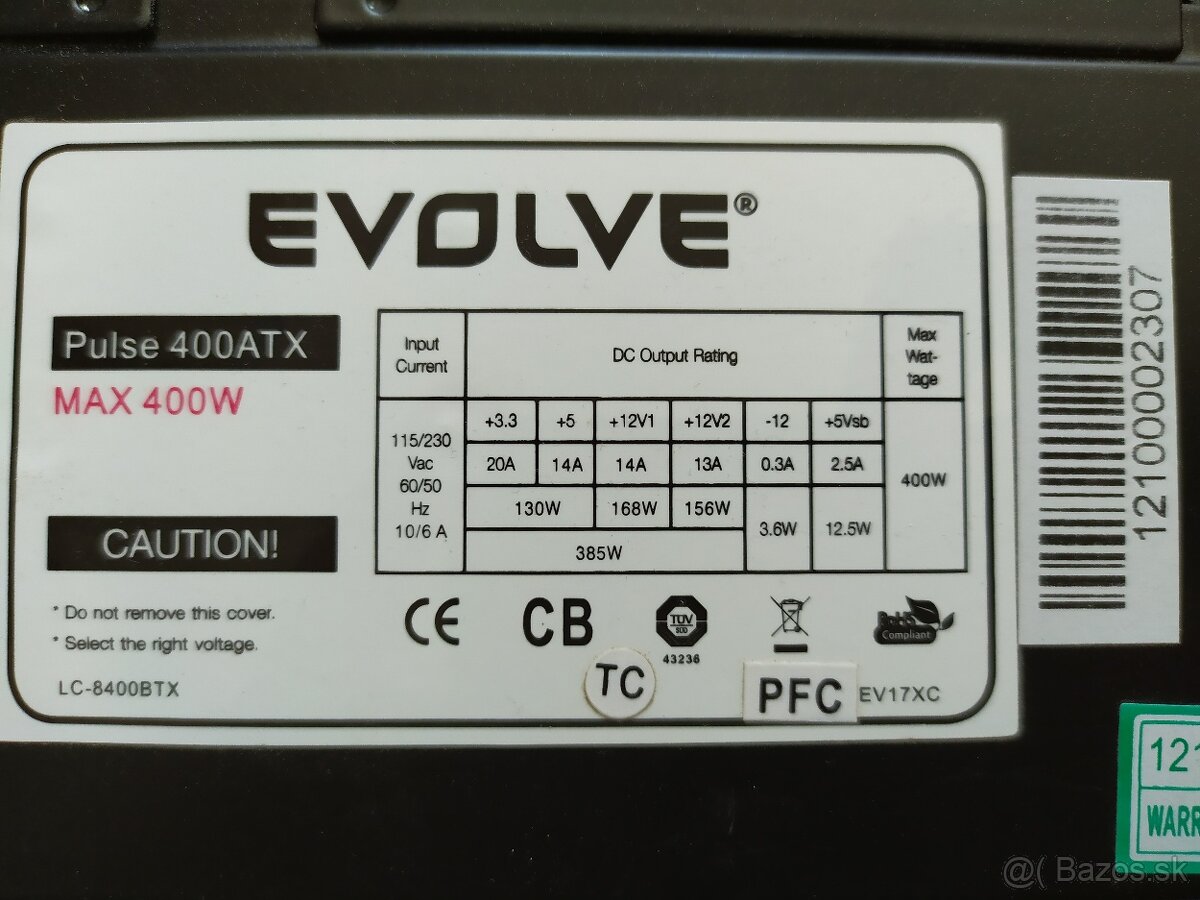 EVOLVE®
Pulse 400ATX
MAX 400W
Input Current
DC Output Rating
Max Wat-tage
115/230 Vac 60/50 Hz 10/6 A
+3.3 +5 +12V1 +12V2 -12 +5Vsb
20A 14A 14A 13A 0.3A 2.5A
400W
130W 168W 156W
3.6W 12.5W
385W
CAUTION!
* Do not remove this cover.
* Select the right voltage.
LC-8400BTX
CE
CB
TÜV
SÜD
43236
RoHS
Compliant
TC
PFC
EV17XC
1210002307
121
WARR
@( Bazos.sk